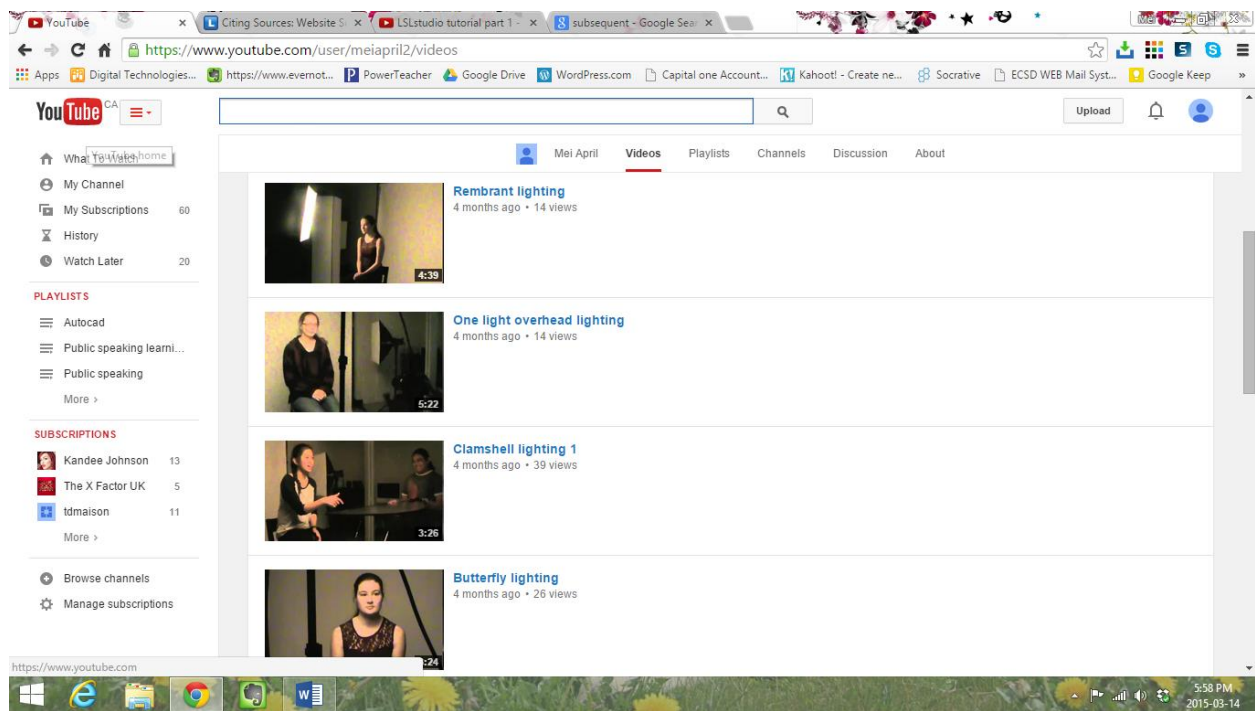 YouTube
Citing Sources: Website S
LSLstudio tutorial part 1 -
subsequent - Google Sear
https://www.youtube.com/user/meiapril2/videos
Apps
Digital Technologies...
https://www.evernot...
PowerTeacher
Google Drive
WordPress.com
Capital one Account...
Kahoot! - Create ne...
Socrative
ECSD WEB Mail Syst...
Google Keep
»
YouTube CA
Upload
YouTube home
What To Watch
My Channel
My Subscriptions 60
History
Watch Later 20
PLAYLISTS
Autocad
Public speaking learni...
Public speaking
More ›
SUBSCRIPTIONS
Kandee Johnson 13
The X Factor UK 5
tdmaison 11
More ›
Browse channels
Manage subscriptions
Mei April Videos Playlists Channels Discussion About
Rembrant lighting
4 months ago • 14 views
4:39
One light overhead lighting
4 months ago • 14 views
5:22
Clamshell lighting 1
4 months ago • 39 views
3:26
Butterfly lighting
4 months ago • 26 views
:24
https://www.youtube.com
5:58 PM
2015-03-14